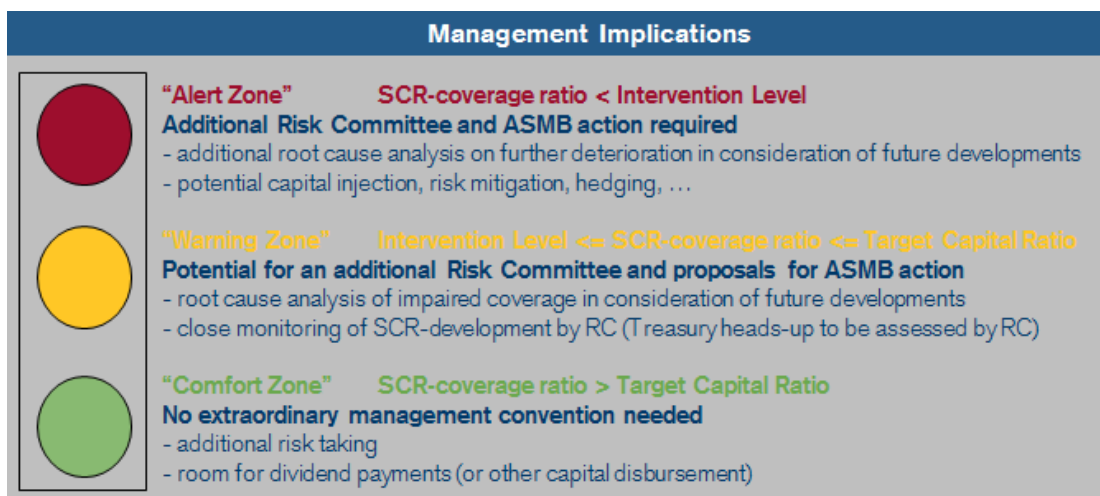 Management Implications
“Alert Zone” SCR-coverage ratio < Intervention Level
Additional Risk Committee and ASMB action required
- additional root cause analysis on further deterioration in consideration of future developments
- potential capital injection, risk mitigation, hedging, …
“Warning Zone” Intervention Level <= SCR-coverage ratio <= Target Capital Ratio
Potential for an additional Risk Committee and proposals for ASMB action
- root cause analysis of impaired coverage in consideration of future developments
- close monitoring of SCR-development by RC (Treasury heads-up to be assessed by RC)
“Comfort Zone” SCR-coverage ratio > Target Capital Ratio
No extraordinary management convention needed
- additional risk taking
- room for dividend payments (or other capital disbursement)